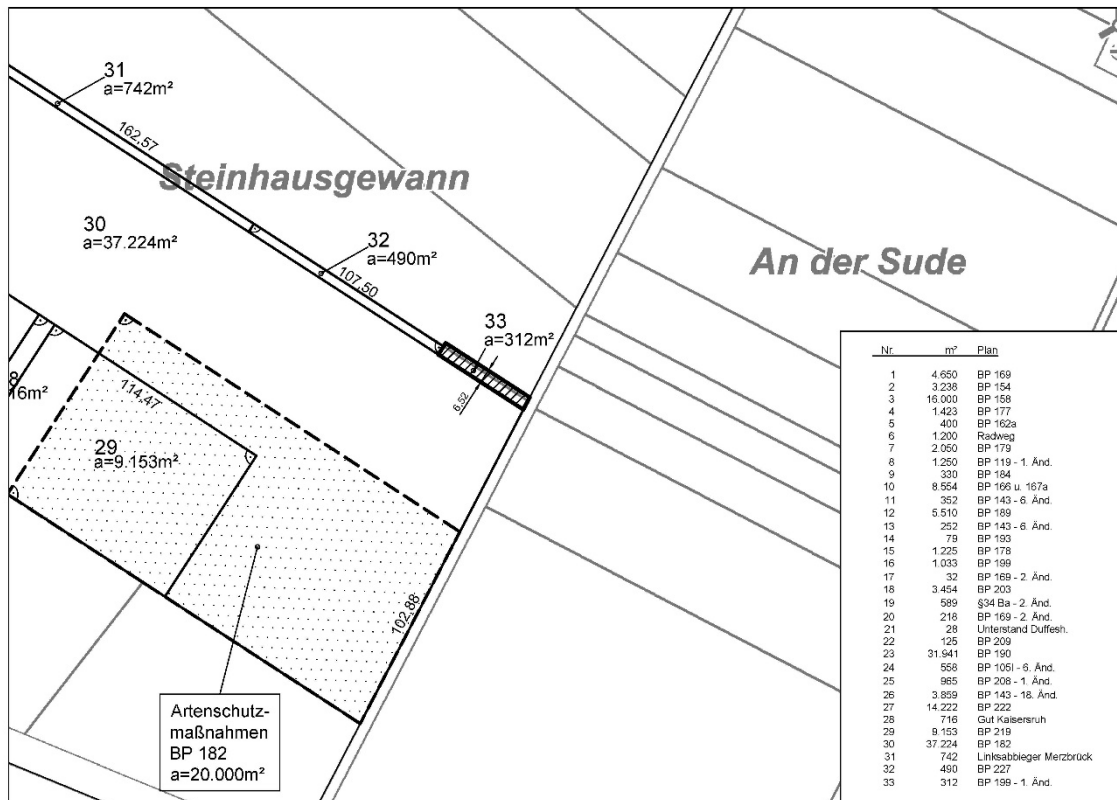 31
a=742m²
162,57
Steinhausgewann
30
a=37.224m²
32
a=490m²
107,50
An der Sude
33
a=312m²
6,52
8
16m²
114,47
29
a=9.153m²
102,88
Artenschutz-
maßnahmen
BP 182
a=20.000m²
Nr. m² Plan
1 4.650 BP 169
2 3.238 BP 154
3 16.000 BP 158
4 1.423 BP 177
5 400 BP 162a
6 1.200 Radweg
7 2.050 BP 179
8 1.250 BP 119 - 1. Änd.
9 330 BP 184
10 8.554 BP 166 u. 167a
11 352 BP 143 - 6. Änd.
12 5.510 BP 189
13 252 BP 143 - 6. Änd.
14 79 BP 193
15 1.225 BP 178
16 1.033 BP 199
17 32 BP 169 - 2. Änd.
18 3.454 BP 203
19 589 §34 Ba - 2. Änd.
20 218 BP 169 - 2. Änd.
21 28 Unterstand Duffesh.
22 125 BP 209
23 31.941 BP 190
24 558 BP 105I - 6. Änd.
25 965 BP 208 - 1. Änd.
26 3.859 BP 143 - 18. Änd.
27 14.222 BP 222
28 716 Gut Kaisersruh
29 9.153 BP 219
30 37.224 BP 182
31 742 Linksabbieger Merzbrück
32 490 BP 227
33 312 BP 199 - 1. Änd.